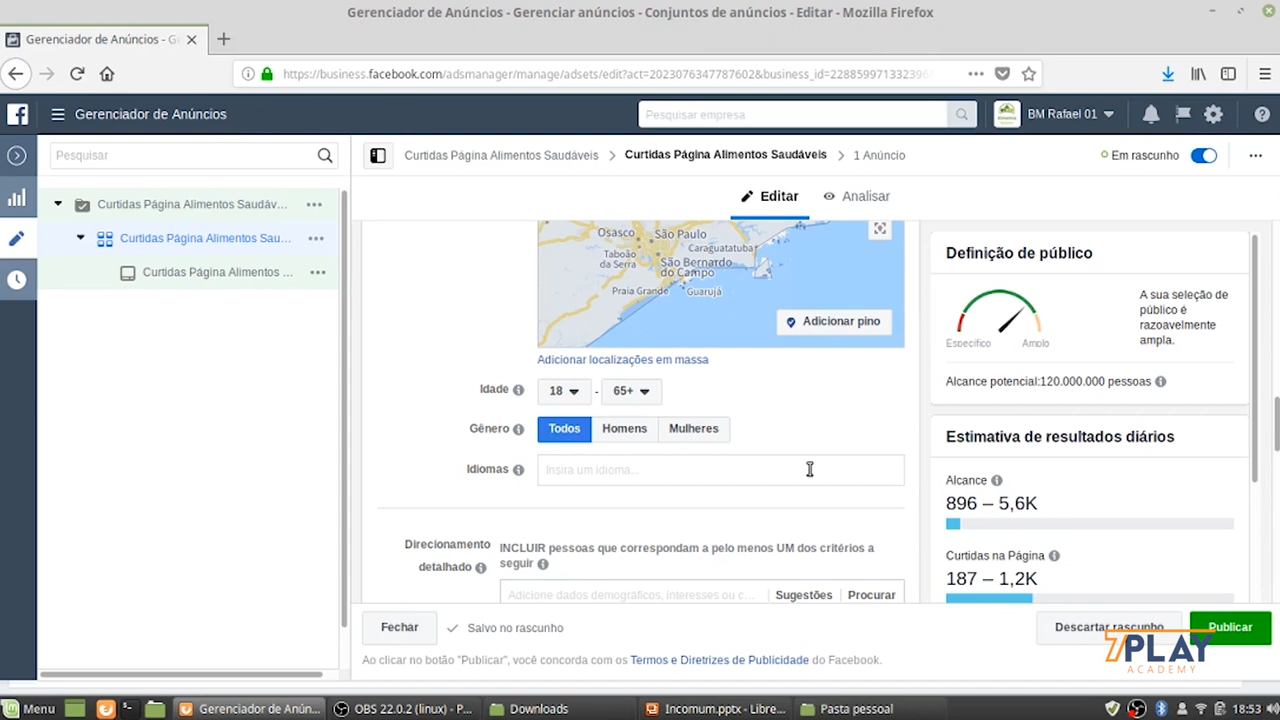 Gerenciador de Anúncios - Gerenciar anúncios - Conjuntos de anúncios - Editar - Mozilla Firefox
Gerenciador de Anúncios - G
https://business.facebook.com/adsmanager/manage/adsets/edit?act=2023076347787602&business_id=228859971332396
Gerenciador de Anúncios
Pesquisar empresa
BM Rafael 01
Pesquisar
Curtidas Página Alimentos Saudáveis
Curtidas Página Alimentos Saudáveis
1 Anúncio
Em rascunho
Editar
Analisar
Curtidas Página Alimentos Saudáv...
Curtidas Página Alimentos Sau...
Curtidas Página Alimentos ...
Osasco
São Paulo
Taboão da Serra
Caraguatatuba
São Bernardo do Campo
Praia Grande
Guarujá
Adicionar pino
Adicionar localizações em massa
Idade
18
-
65+
Gênero
Todos
Homens
Mulheres
Idiomas
Insira um idioma...
Direcionamento detalhado
INCLUIR pessoas que correspondam a pelo menos UM dos critérios a
seguir
Adicione dados demográficos, interesses ou c...
Sugestões
Procurar
Definição de público
Específico
Amplo
A sua seleção de
público é
razoavelmente
ampla.
Alcance potencial:120.000.000 pessoas
Estimativa de resultados diários
Alcance
896 – 5,6K
Curtidas na Página
187 – 1,2K
Fechar
Salvo no rascunho
Descartar rascunho
Publicar
Ao clicar no botão "Publicar", você concorda com os Termos e Diretrizes de Publicidade do Facebook.
7PLAY
ACADEMY
Menu
Gerenciador de Anún...
OBS 22.0.2 (linux) - P...
Downloads
Incomum.pptx - Libre...
Pasta pessoal
18:53